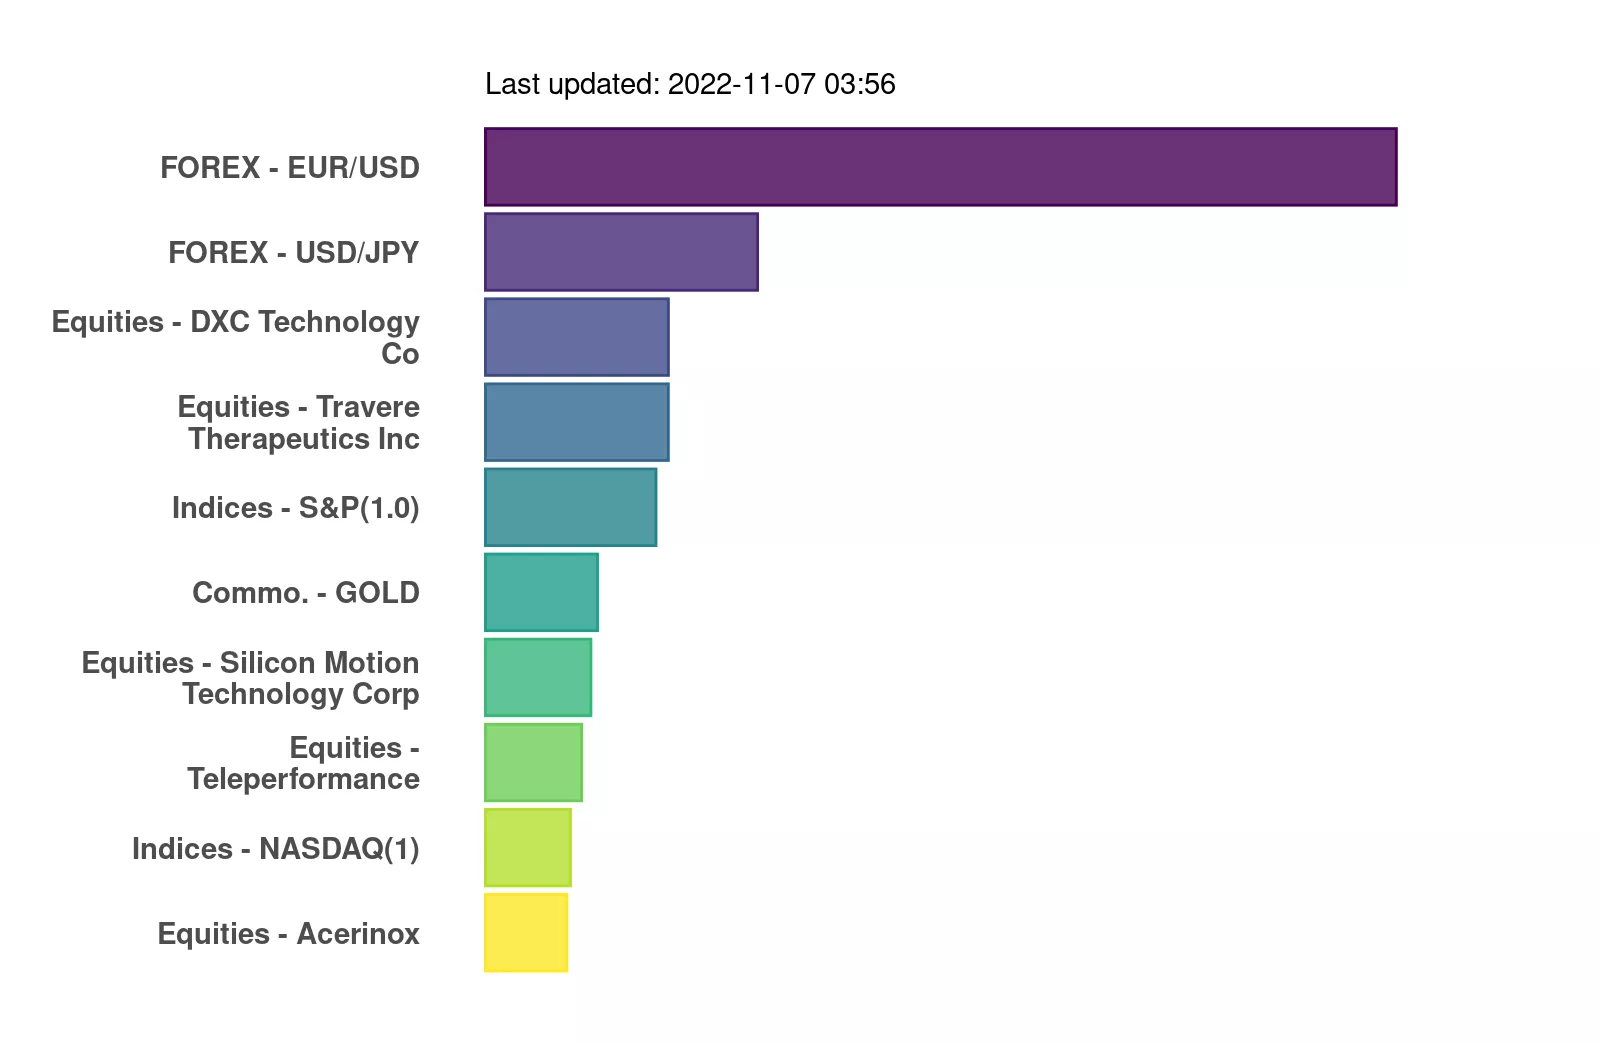 Last updated: 2022-11-07 03:56
FOREX - EUR/USD
FOREX - USD/JPY
Equities - DXC Technology
Co
Equities - Travere
Therapeutics Inc
Indices - S&P(1.0)
Commo. - GOLD
Equities - Silicon Motion
Technology Corp
Equities -
Teleperformance
Indices - NASDAQ(1)
Equities - Acerinox